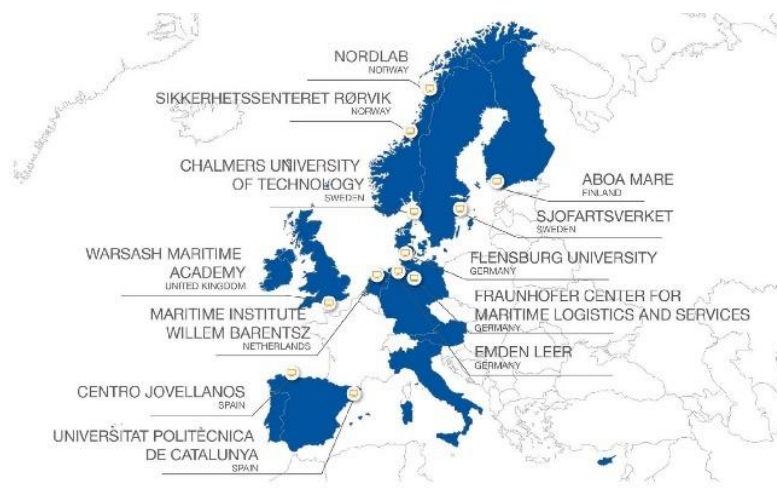 NORDLAB
NORWAY
SIKKERHETSSENTERET RØRVIK
NORWAY
CHALMERS UNIVERSITY
OF TECHNOLOGY
SWEDEN
ABOA MARE
FINLAND
SJOFARTSVERKET
SWEDEN
WARSASH MARITIME
ACADEMY
UNITED KINGDOM
FLENSBURG UNIVERSITY
GERMANY
FRAUNHOFER CENTER FOR
MARITIME LOGISTICS AND SERVICES
GERMANY
MARITIME INSTITUTE
WILLEM BARENTSZ
NETHERLANDS
EMDEN LEER
GERMANY
CENTRO JOVELLANOS
SPAIN
UNIVERSITAT POLITÈCNICA
DE CATALUNYA
SPAIN